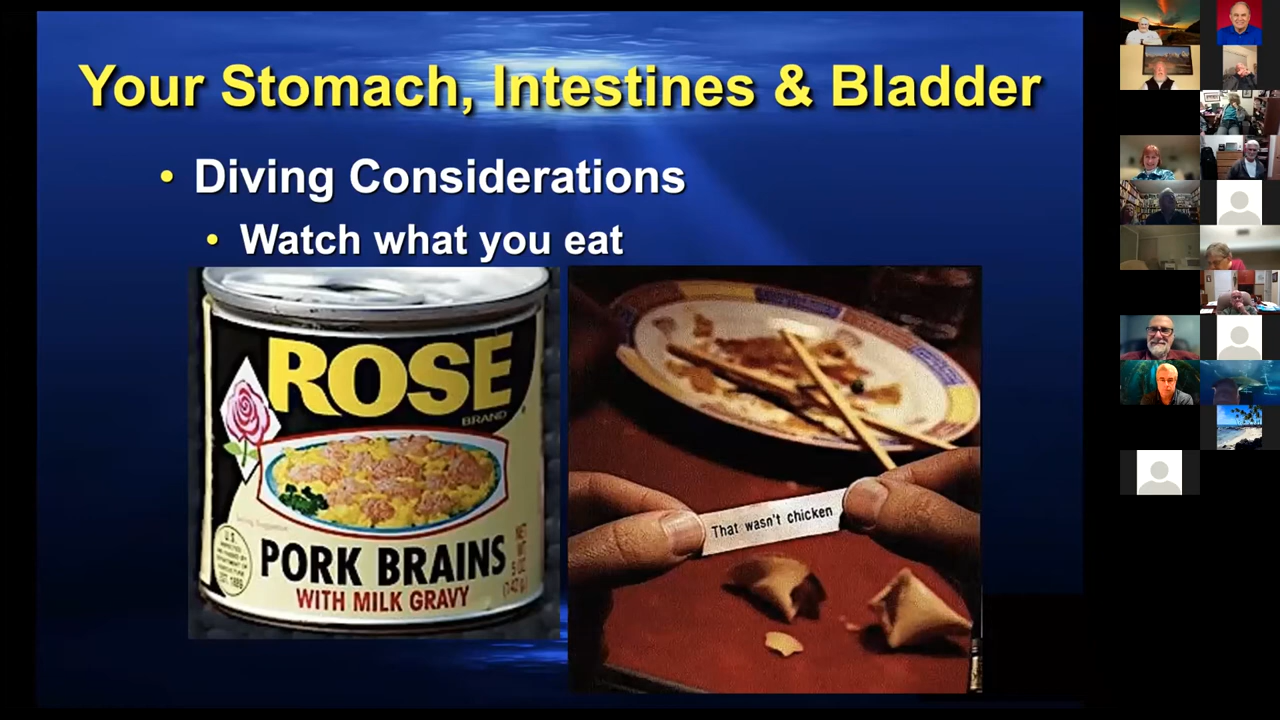 Your Stomach, Intestines & Bladder
• Diving Considerations
• Watch what you eat
ROSE
BRAND
PORK BRAINS
WITH MILK GRAVY
U.S.
That wasn't chicken